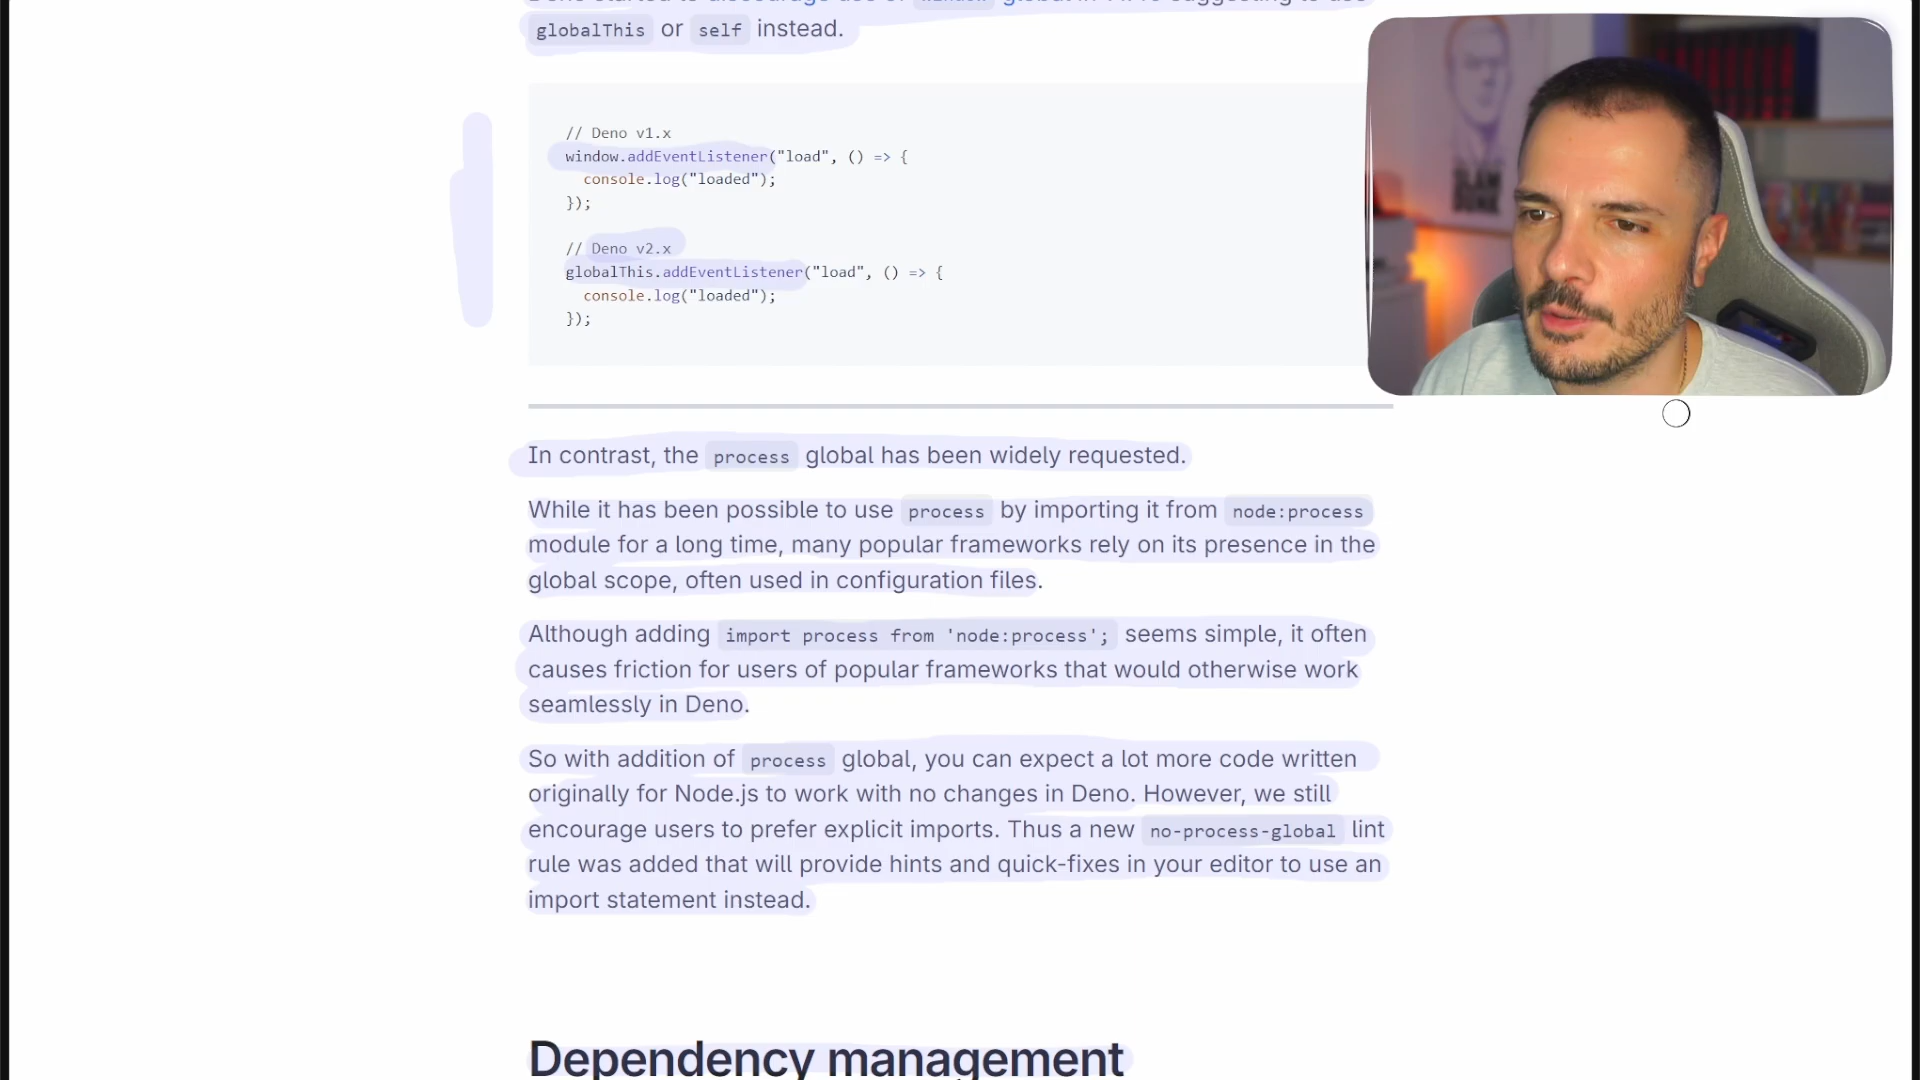 globalThis or self instead.
// Deno v1.x
window.addEventListener("load", () => {
console.log("loaded");
});
// Deno v2.x
globalThis.addEventListener("load", () => {
console.log("loaded");
});
In contrast, the process global has been widely requested.
While it has been possible to use process by importing it from node:process
module for a long time, many popular frameworks rely on its presence in the
global scope, often used in configuration files.
Although adding import process from 'node:process'; seems simple, it often
causes friction for users of popular frameworks that would otherwise work
seamlessly in Deno.
So with addition of process global, you can expect a lot more code written
originally for Node.js to work with no changes in Deno. However, we still
encourage users to prefer explicit imports. Thus a new no-process-global lint
rule was added that will provide hints and quick-fixes in your editor to use an
import statement instead.
Dependency management
SLAM
DUNK